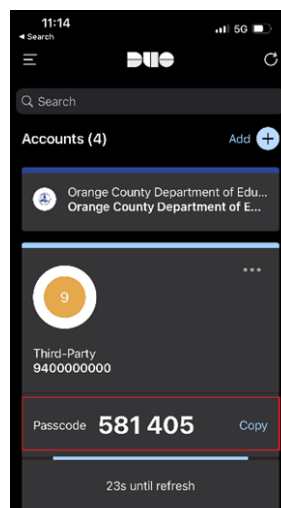 11:14
5G
◀ Search
DUO
Search
Accounts (4)
Add
Orange County Department of Edu...
Orange County Department of E...
9
Third-Party
9400000000
Passcode 581 405 Copy
23s until refresh